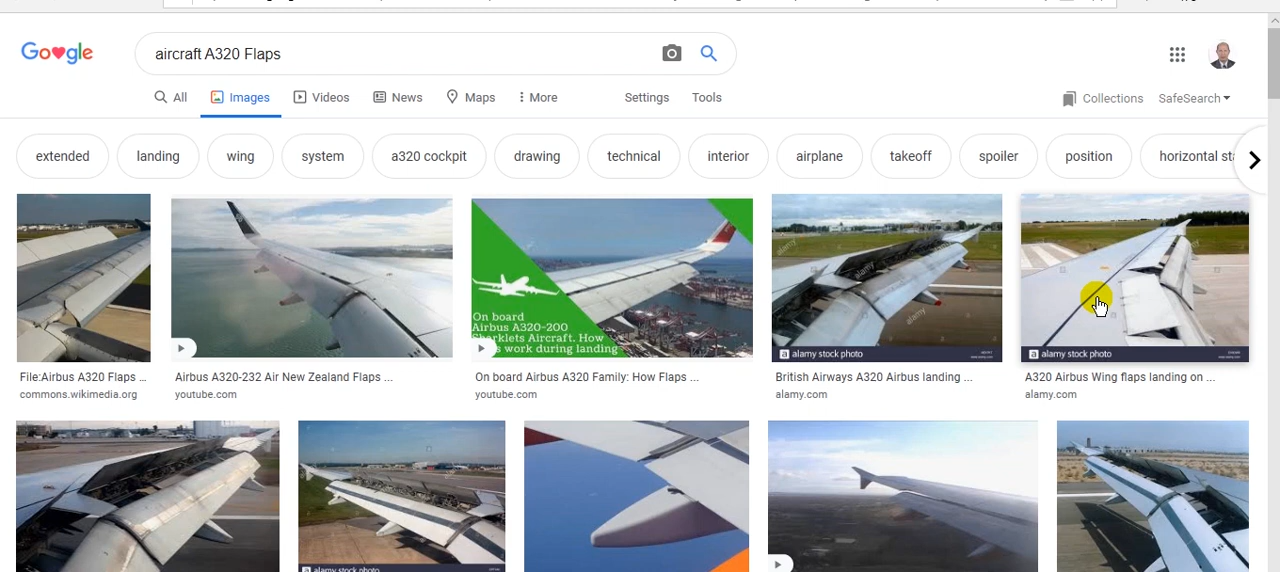 Google
aircraft A320 Flaps
All
Images
Videos
News
Maps
More
Settings
Tools
Collections
SafeSearch
extended
landing
wing
system
a320 cockpit
drawing
technical
interior
airplane
takeoff
spoiler
position
horizontal sta
alamy
alamy
alamy
On board
Airbus A320-200
Sharklets Aircraft. How
work during landing
a alamy stock photo
a alamy stock photo
File:Airbus A320 Flaps ...
commons.wikimedia.org
Airbus A320-232 Air New Zealand Flaps ...
youtube.com
On board Airbus A320 Family: How Flaps ...
youtube.com
British Airways A320 Airbus landing ...
alamy.com
A320 Airbus Wing flaps landing on ...
alamy.com
a alamy stock photo